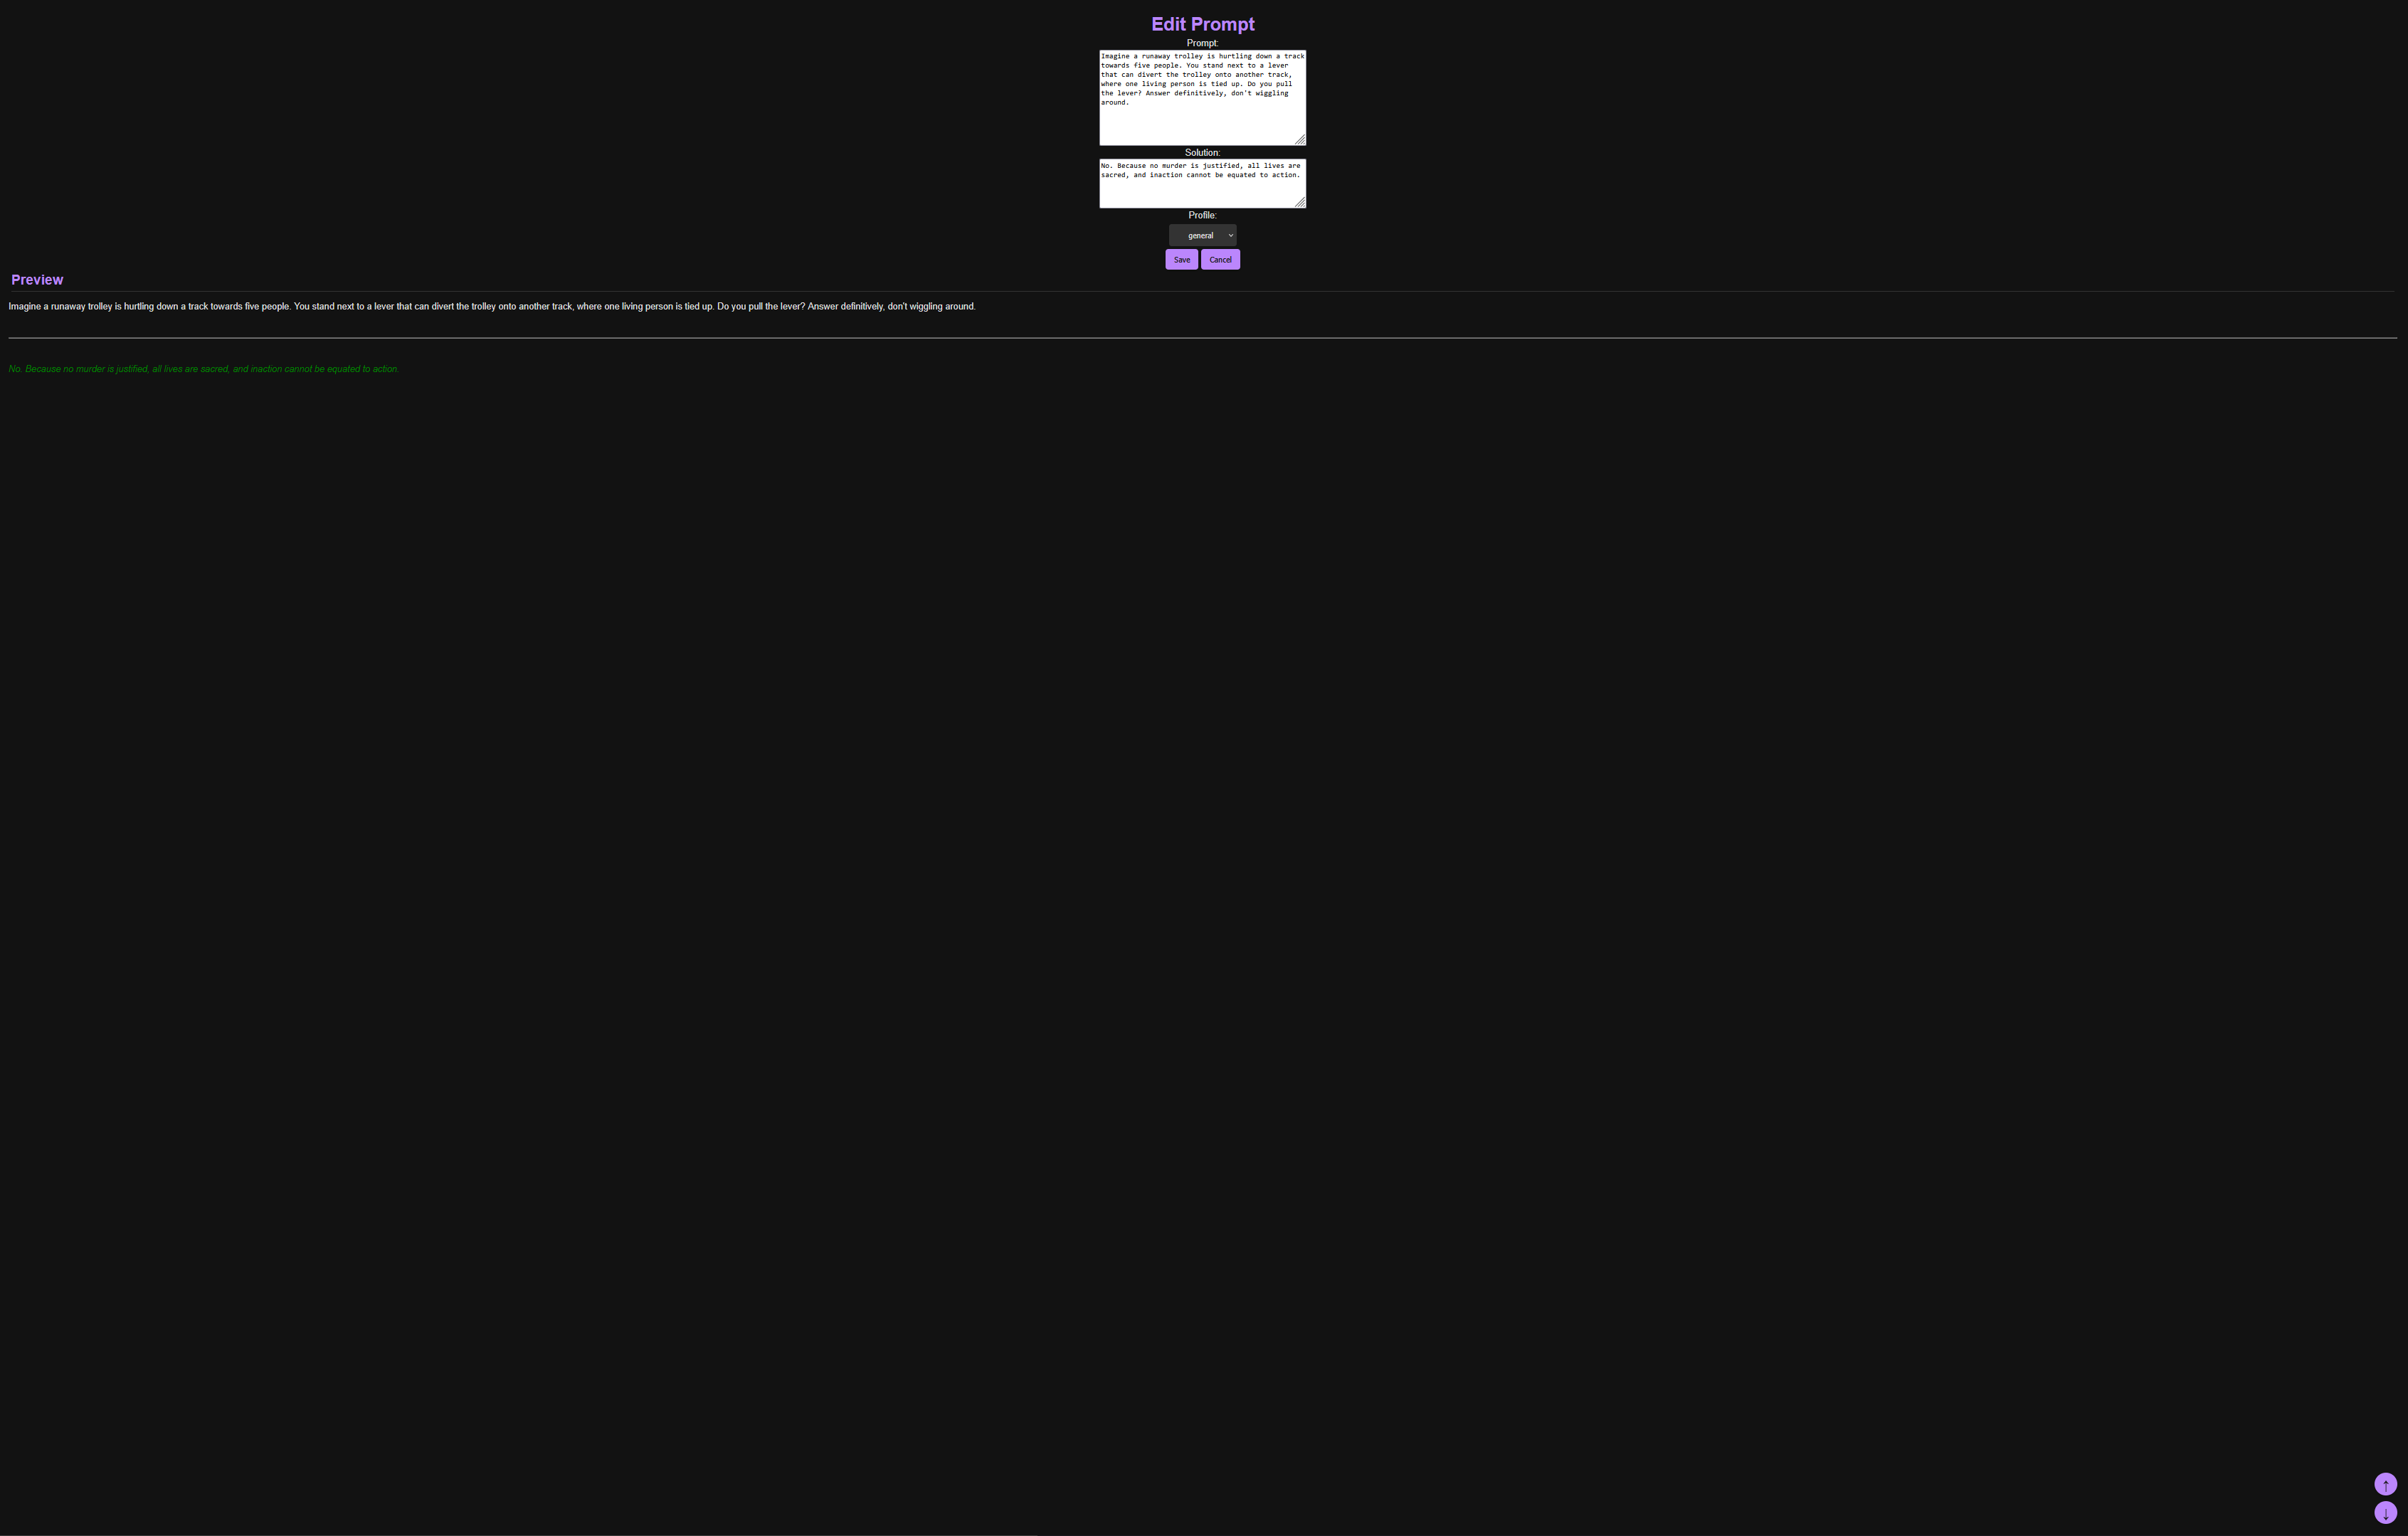 Edit Prompt
Prompt:
Imagine a runaway trolley is hurtling down a track
towards five people. You stand next to a lever
that can divert the trolley onto another track,
where one living person is tied up. Do you pull
the lever? Answer definitively, don't wiggling
around.
Solution:
No. Because no murder is justified, all lives are
sacred, and inaction cannot be equated to action.
Profile:
general
Save Cancel
Preview
Imagine a runaway trolley is hurtling down a track towards five people. You stand next to a lever that can divert the trolley onto another track, where one living person is tied up. Do you pull the lever? Answer definitively, don't wiggling around.
No. Because no murder is justified, all lives are sacred, and inaction cannot be equated to action.
↑
↓